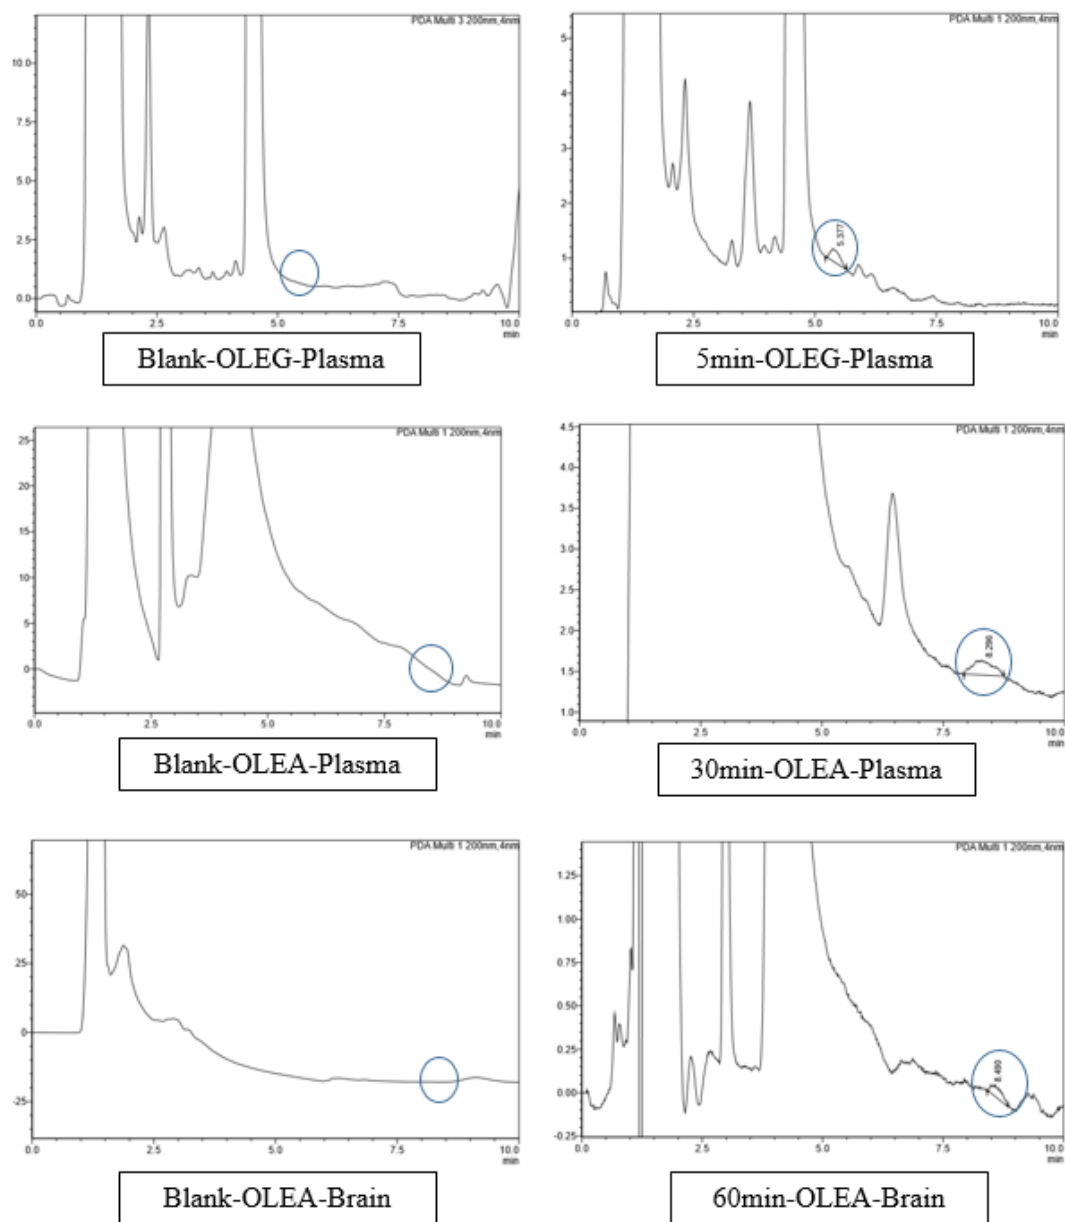 PDA Multi 3 200nm,4nm
10.0
7.5
5.0
2.5
0.0
0.0 2.5 5.0 7.5 10.0
min
Blank-OLEG-Plasma
PDA Multi 1 200nm,4nm
5
4
3
2
1
5.377
0.0 2.5 5.0 7.5 10.0
min
5min-OLEG-Plasma
PDA Multi 1 200nm,4nm
25
20
15
10
5
0
0.0 2.5 5.0 7.5 10.0
min
Blank-OLEA-Plasma
PDA Multi 1 200nm,4nm
4.5
4.0
3.5
3.0
2.5
2.0
1.5
1.0
8.296
0.0 2.5 5.0 7.5 10.0
min
30min-OLEA-Plasma
PDA Multi 1 200nm,4nm
50
25
0
-25
0.0 2.5 5.0 7.5 10.0
min
Blank-OLEA-Brain
PDA Multi 1 200nm,4nm
1.25
1.00
0.75
0.50
0.25
0.00
-0.25
8.490
0.0 2.5 5.0 7.5 10.0
min
60min-OLEA-Brain